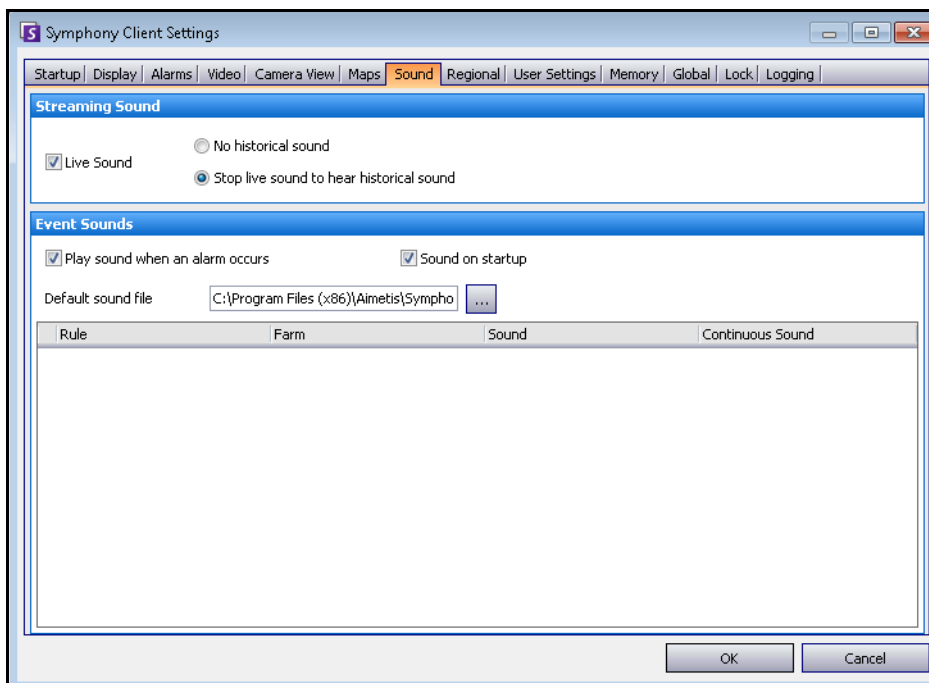 Symphony Client Settings
Startup Display Alarms Video Camera View Maps Sound Regional User Settings Memory Global Lock Logging
Streaming Sound
Live Sound
No historical sound
Stop live sound to hear historical sound
Event Sounds
Play sound when an alarm occurs Sound on startup
Default sound file C:\Program Files (x86)\Aimetis\Sympho ...
Rule Farm Sound Continuous Sound
OK Cancel